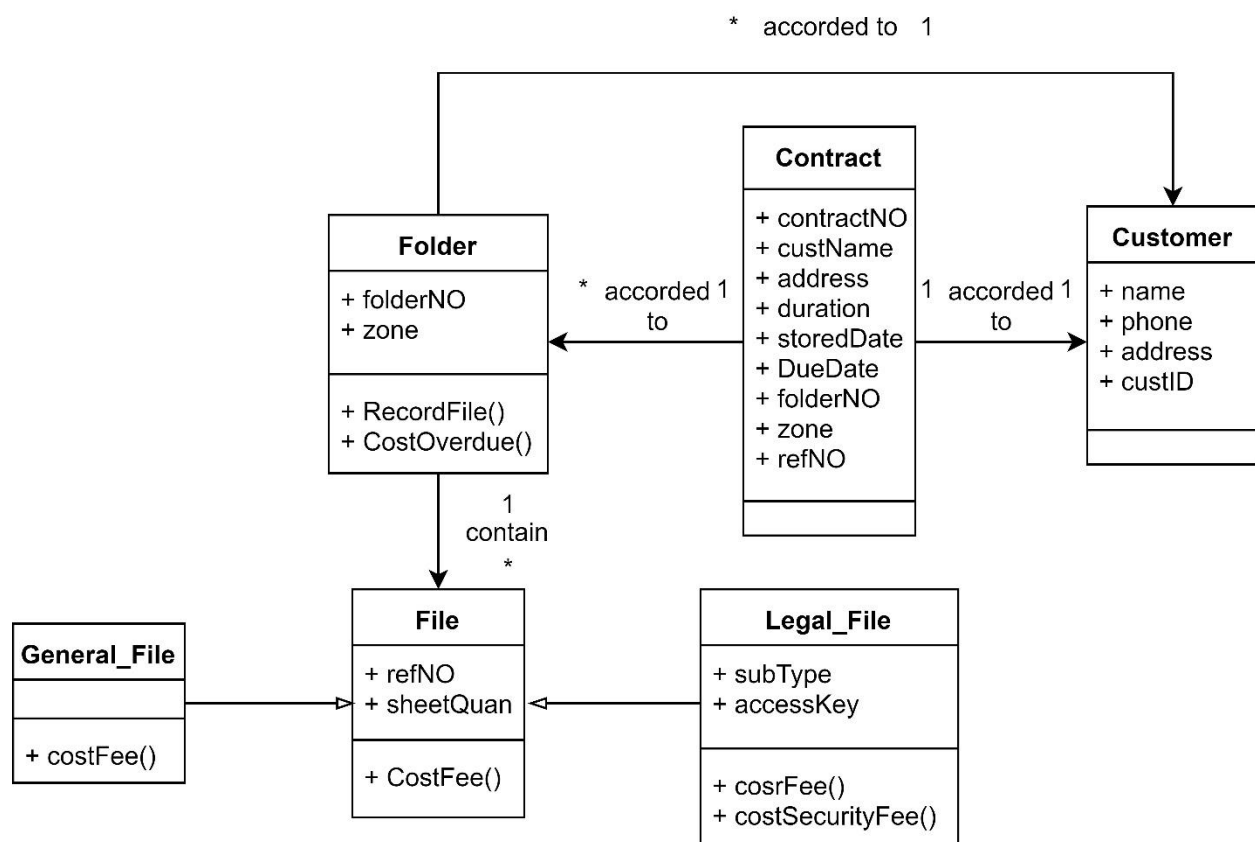 * accorded to 1
Contract
+ contractNO
+ custName
+ address
+ duration
+ storedDate
+ DueDate
+ folderNO
+ zone
+ refNO
Folder
+ folderNO
+ zone
+ RecordFile()
+ CostOverdue()
* accorded 1
to
1 accorded 1
to
Customer
+ name
+ phone
+ address
+ custID
1
contain
*
General_File
+ costFee()
File
+ refNO
+ sheetQuan
+ CostFee()
Legal_File
+ subType
+ accessKey
+ cosrFee()
+ costSecurityFee()